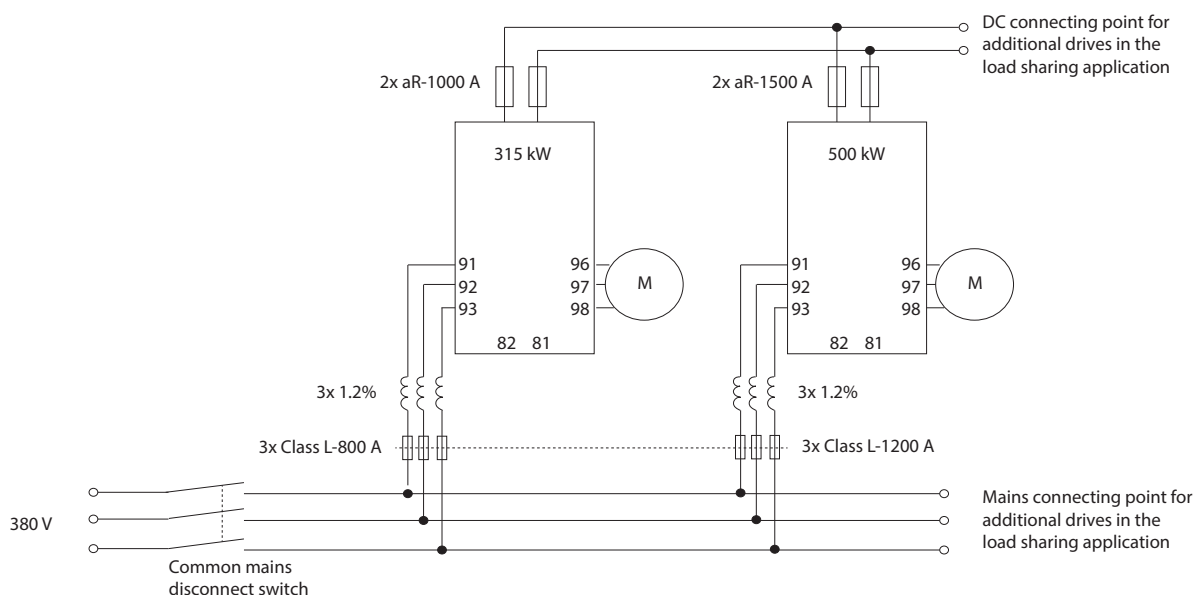 DC connecting point for
additional drives in the
load sharing application
2x aR-1000 A
2x aR-1500 A
315 kW
500 kW
91
92
93
96
97
98
M
82 81
91
92
93
96
97
98
M
82 81
3x 1.2%
3x 1.2%
3x Class L-800 A
3x Class L-1200 A
380 V
Mains connecting point for
additional drives in the
load sharing application
Common mains
disconnect switch